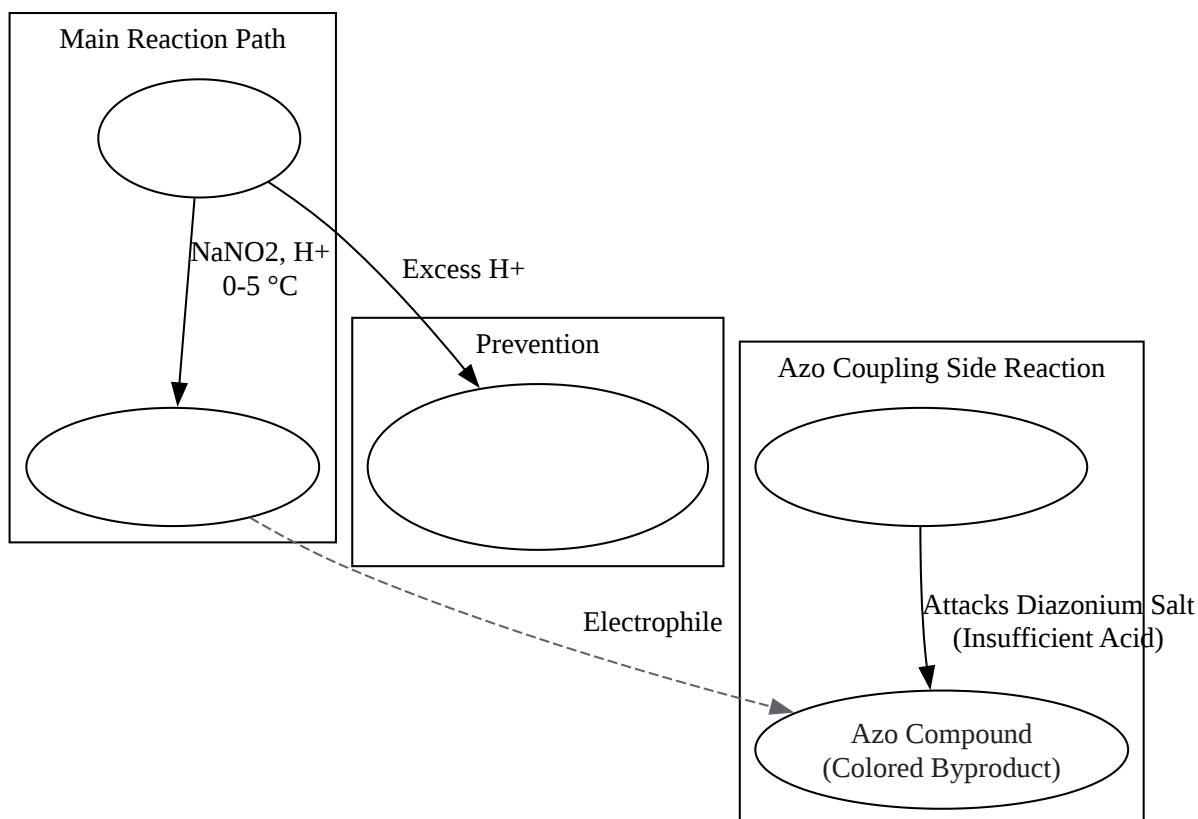 Main Reaction Path
NaNO2, H+
0-5 °C
Excess H+
Prevention
Azo Coupling Side Reaction
Electrophile
Attacks Diazonium Salt
(Insufficient Acid)
Azo Compound
(Colored Byproduct)